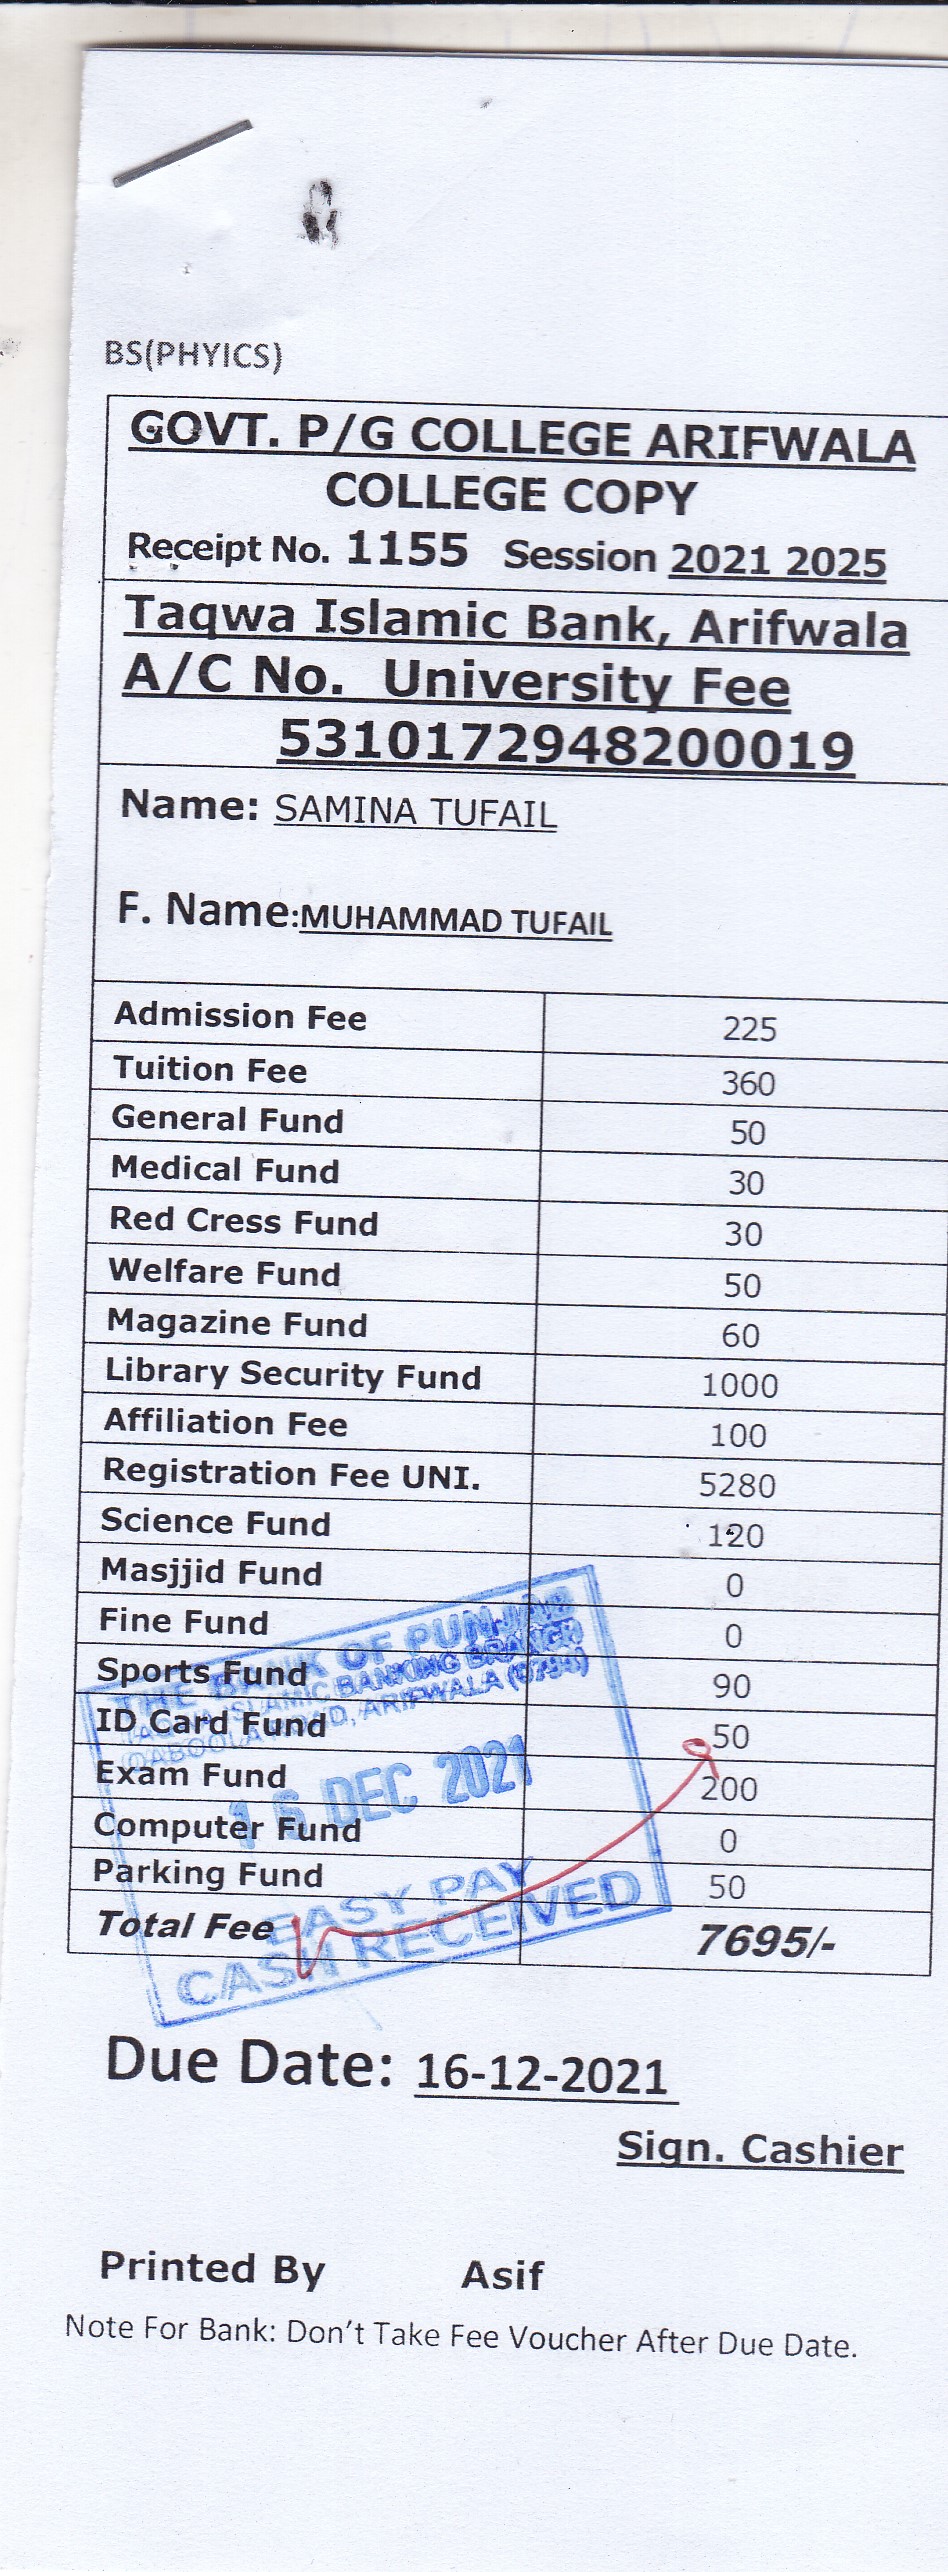 BS(PHYICS)
GOVT. P/G COLLEGE ARIFWALA
COLLEGE COPY
Receipt No. 1155 Session 2021 2025
Taqwa Islamic Bank, Arifwala
A/C No. University Fee
5310172948200019
Name: SAMINA TUFAIL
F. Name:MUHAMMAD TUFAIL
Admission Fee 225
Tuition Fee 360
General Fund 50
Medical Fund 30
Red Cress Fund 30
Welfare Fund 50
Magazine Fund 60
Library Security Fund 1000
Affiliation Fee 100
Registration Fee UNI. 5280
Science Fund 120
Masjjid Fund 0
Fine Fund 0
Sports Fund 90
ID Card Fund 50
Exam Fund 200
Computer Fund 0
Parking Fund 50
Total Fee 7695/-
THE BANK OF PUNJAB
TAQWA ISLAMIC BANKING BRANCH
QABOOLA ROAD, ARIFWALA
16 DEC 2021
EASY PAY
CASH RECEIVED
Due Date: 16-12-2021
Sign. Cashier
Printed By Asif
Note For Bank: Don't Take Fee Voucher After Due Date.